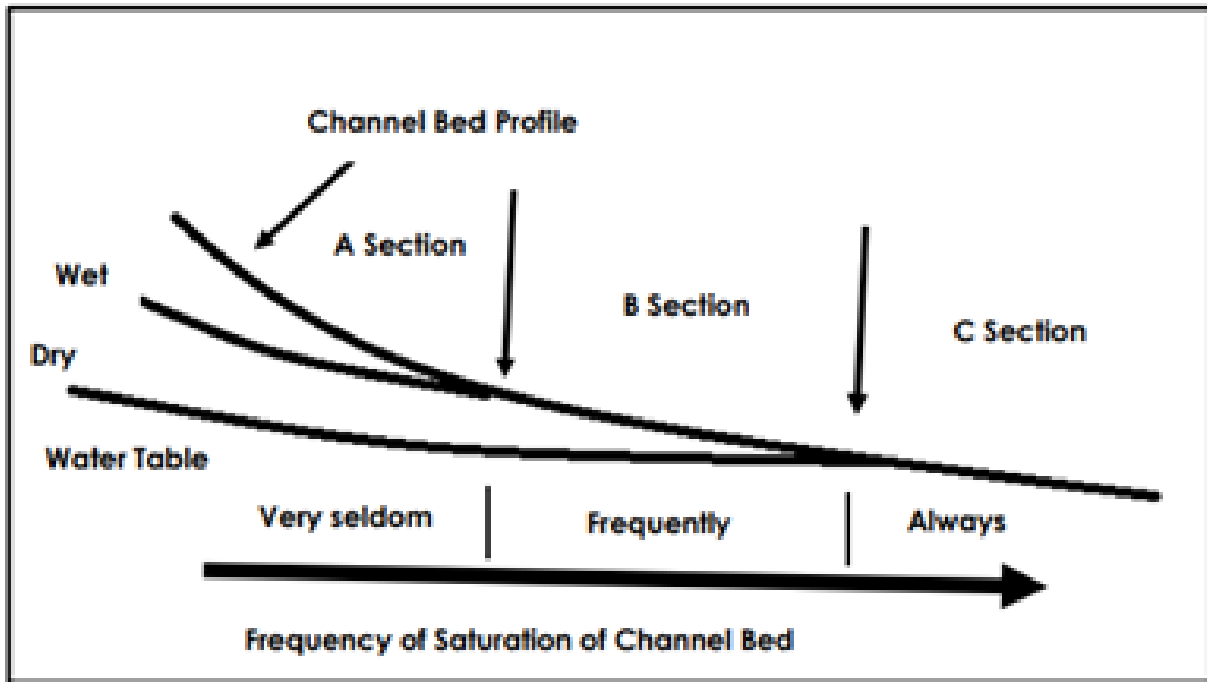 Channel Bed Profile
A Section
Wet
B Section
C Section
Dry
Water Table
Very seldom
Frequently
Always
Frequency of Saturation of Channel Bed